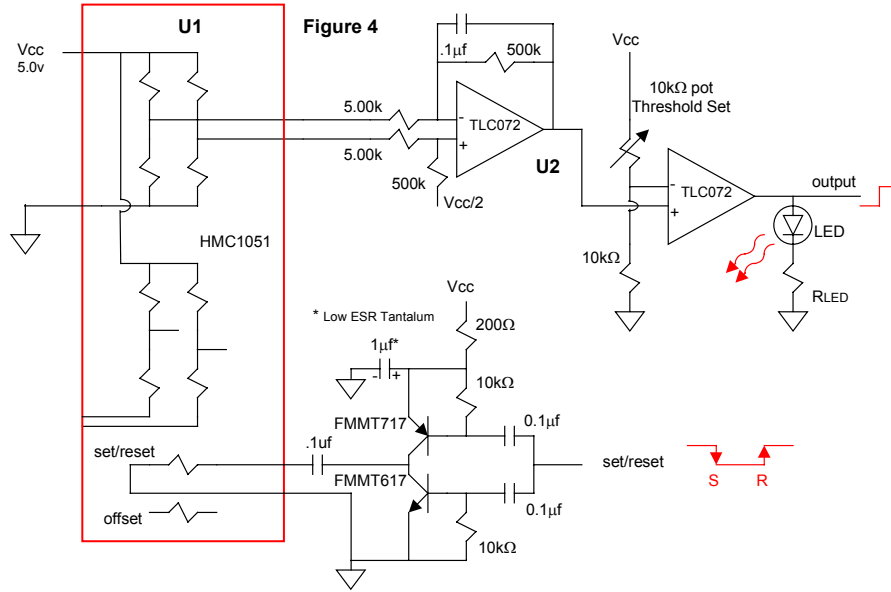 U1
Figure 4
Vcc
5.0v
.1µf
500k
5.00k
5.00k
TLC072
-
+
U2
500k
Vcc/2
Vcc
10kΩ pot
Threshold Set
TLC072
-
+
output
LED
10kΩ
RLED
HMC1051
* Low ESR Tantalum
Vcc
200Ω
1µf*
- +
10kΩ
FMMT717
0.1µf
set/reset
.1uf
FMMT617
set/reset
S R
offset
0.1µf
10kΩ